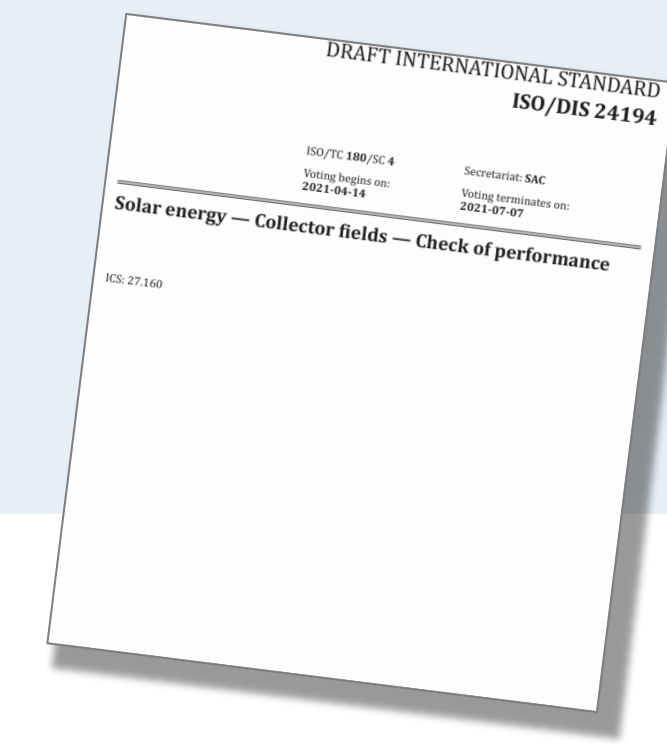 DRAFT INTERNATIONAL STANDARD
ISO/DIS 24194
ISO/TC 180/SC 4
Secretariat: SAC
Voting begins on:
2021-04-14
Voting terminates on:
2021-07-07
Solar energy — Collector fields — Check of performance
ICS: 27.160